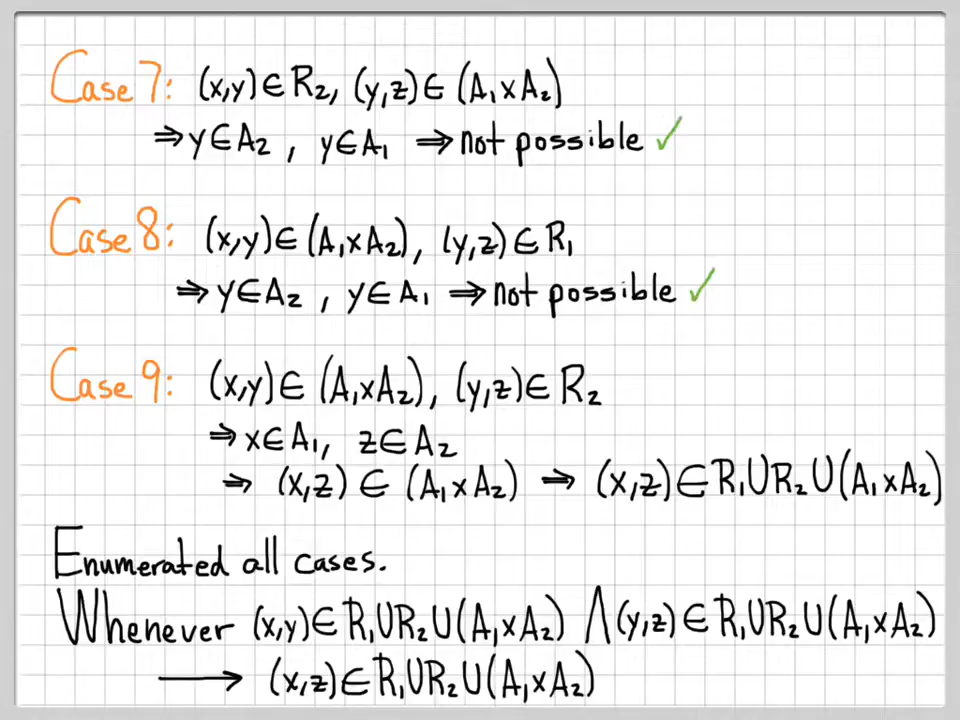 Case 7: (x,y)∈R₂, (y,z)∈(A₁×A₂)
⇒y∈A₂, y∈A₁ ⇒not possible ✓
Case 8: (x,y)∈(A₁×A₂), (y,z)∈R₁
⇒y∈A₂, y∈A₁ ⇒not possible ✓
Case 9: (x,y)∈(A₁×A₂), (y,z)∈R₂
⇒x∈A₁, z∈A₂
⇒ (x,z)∈(A₁×A₂) ⇒ (x,z)∈R₁∪R₂∪(A₁×A₂)
Enumerated all cases.
Whenever (x,y)∈R₁∪R₂∪(A₁×A₂) ∧(y,z)∈R₁∪R₂∪(A₁×A₂)
⟶ (x,z)∈R₁∪R₂∪(A₁×A₂)